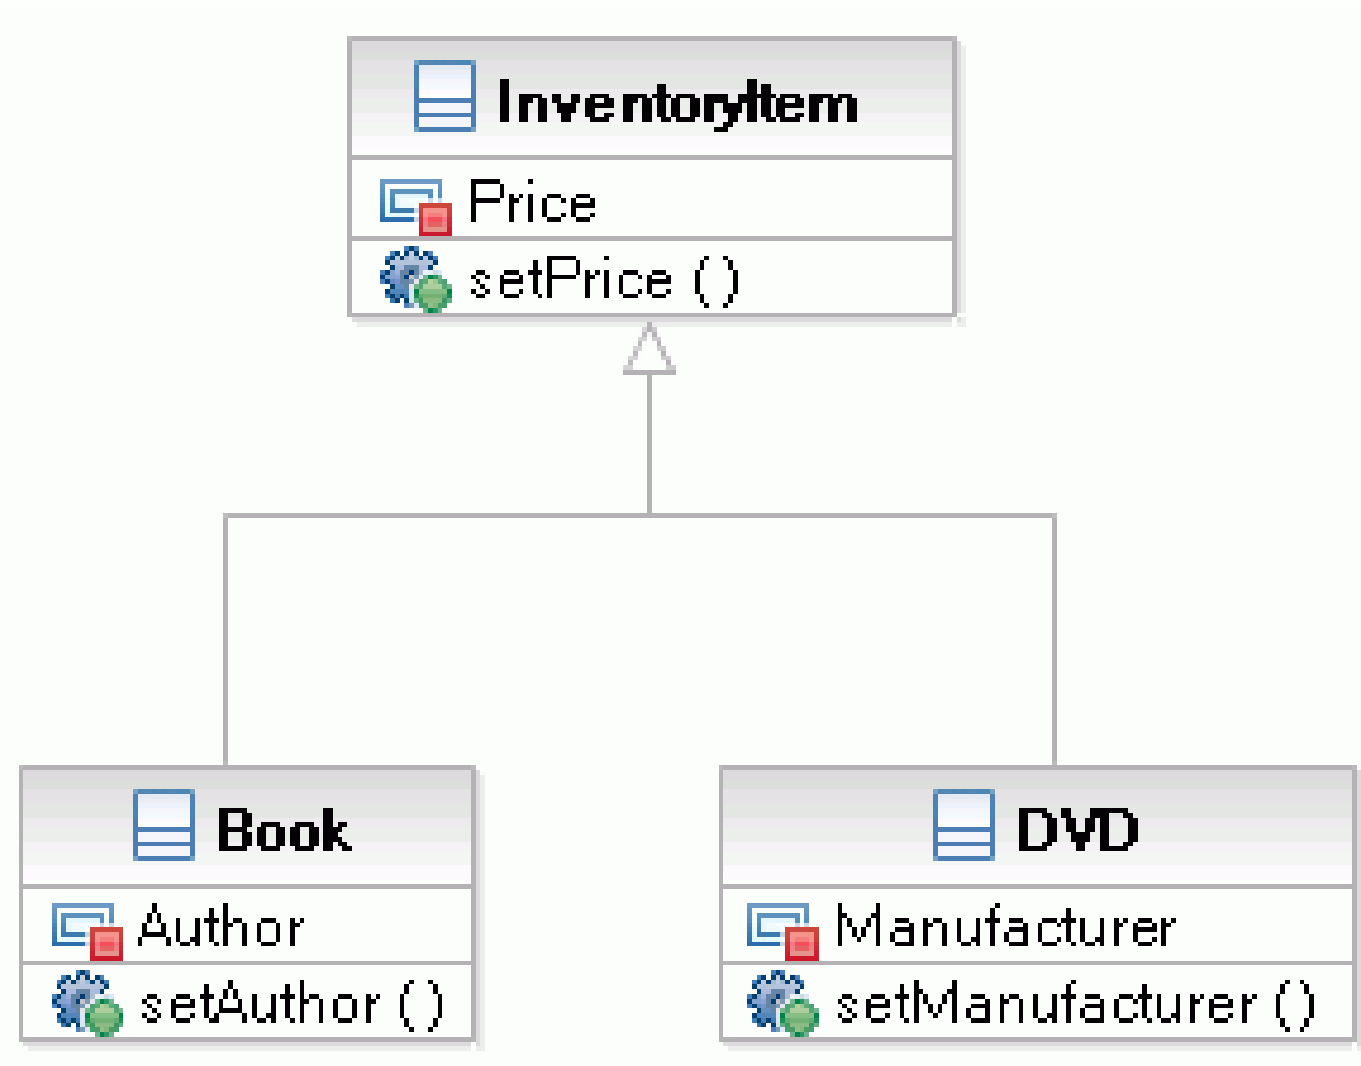 InventoryItem
Price
setPrice ()
Book
Author
setAuthor ()
DVD
Manufacturer
setManufacturer ()